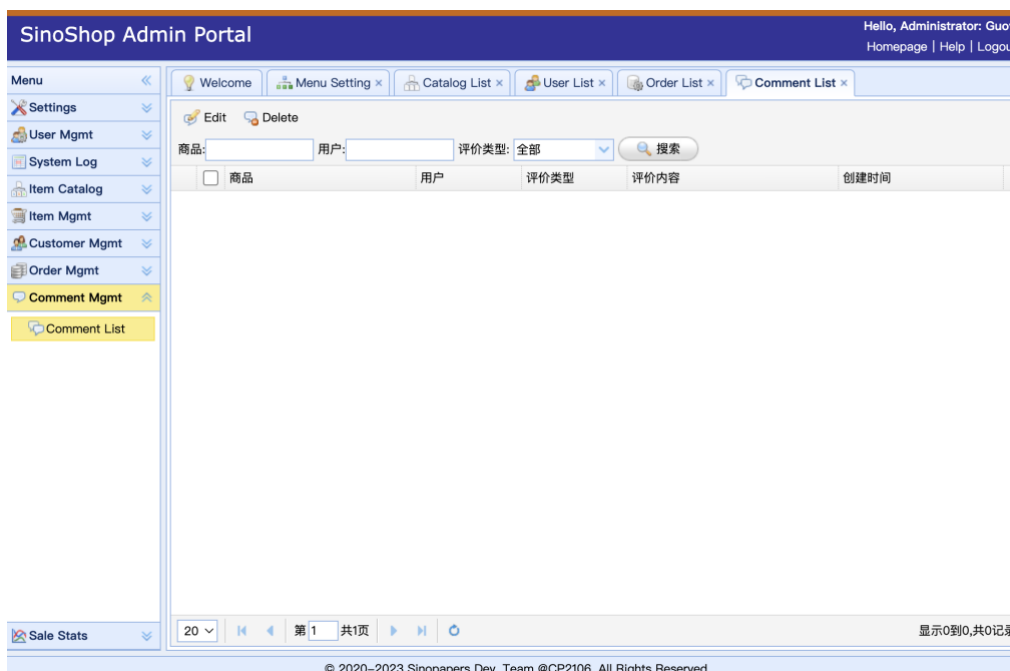 SinoShop Admin Portal
Hello, Administrator:
Homepage | Help |
Menu
Welcome
Menu Setting ×
Catalog List ×
User List ×
Order List ×
Comment List ×
Settings
User Mgmt
System Log
Item Catalog
Item Mgmt
Customer Mgmt
Order Mgmt
Comment Mgmt
Comment List
Sale Stats
Edit Delete
商品: 用户: 评价类型: 全部 搜索
商品 用户 评价类型 评价内容 创建时间
20 第 1 共1页
显示0到0,共0记录
© 2020-2023 Sinopapers Dev. Team @CP2106. All Rights Reserved